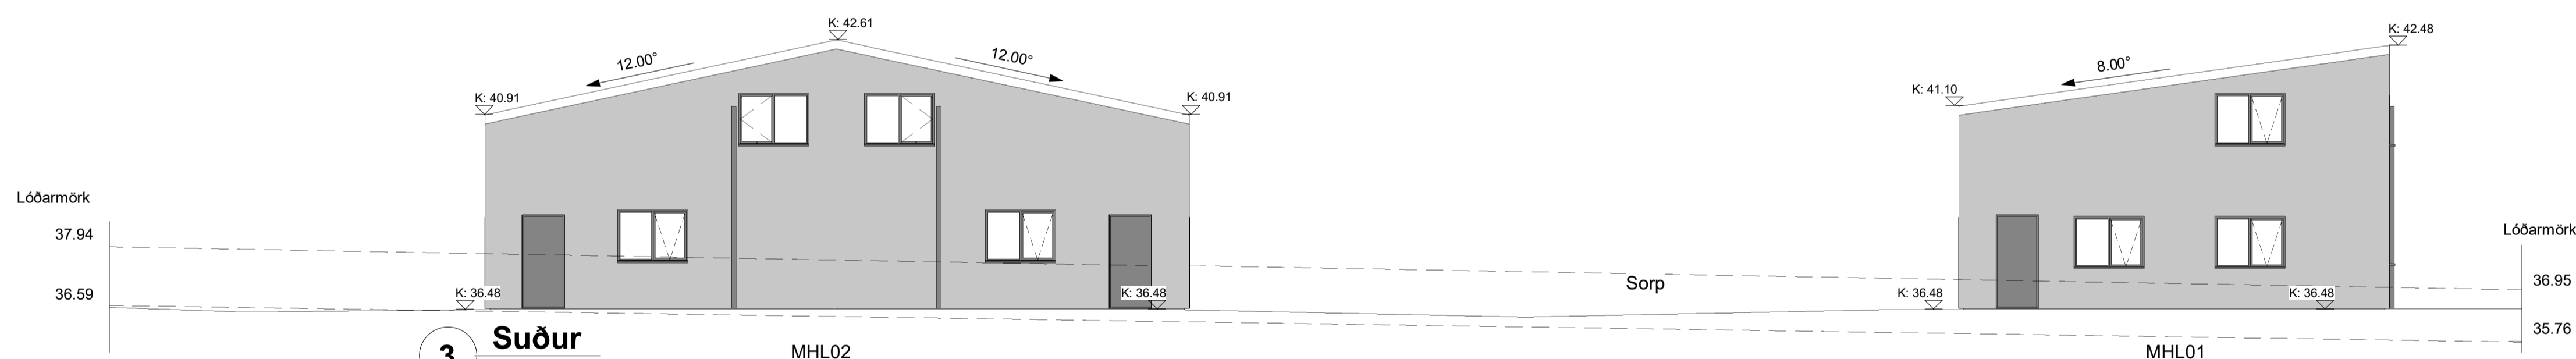 K: 42.61
K: 42.48
12.00°
12.00°
8.00°
K: 40.91
K: 40.91
K: 41.10
Lóðarmörk
37.94
36.59
Lóðarmörk
36.95
35.76
Sorp
K: 36.48
K: 36.48
K: 36.48
K: 36.48
3
Suður
MHL02
MHL01